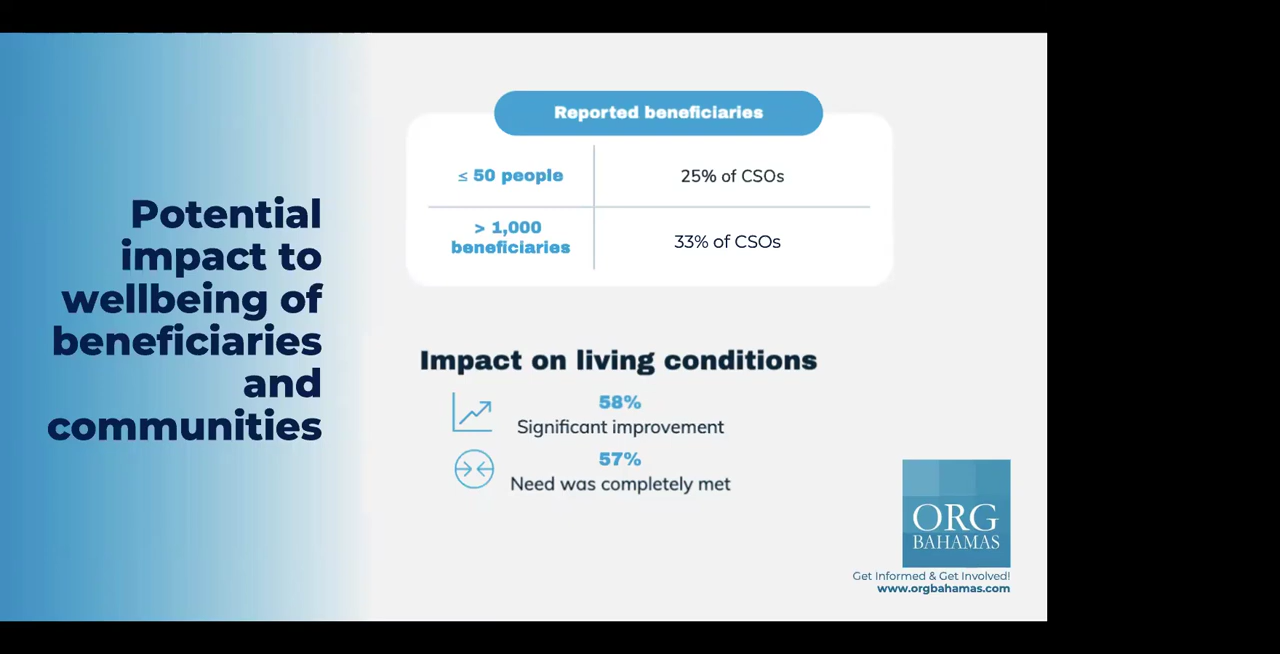 Potential
impact to
wellbeing of
beneficiaries
and
communities
Reported beneficiaries
≤ 50 people
25% of CSOs
> 1,000
beneficiaries
33% of CSOs
Impact on living conditions
58%
Significant improvement
57%
Need was completely met
ORG
BAHAMAS
Get Informed & Get Involved!
www.orgbahamas.com